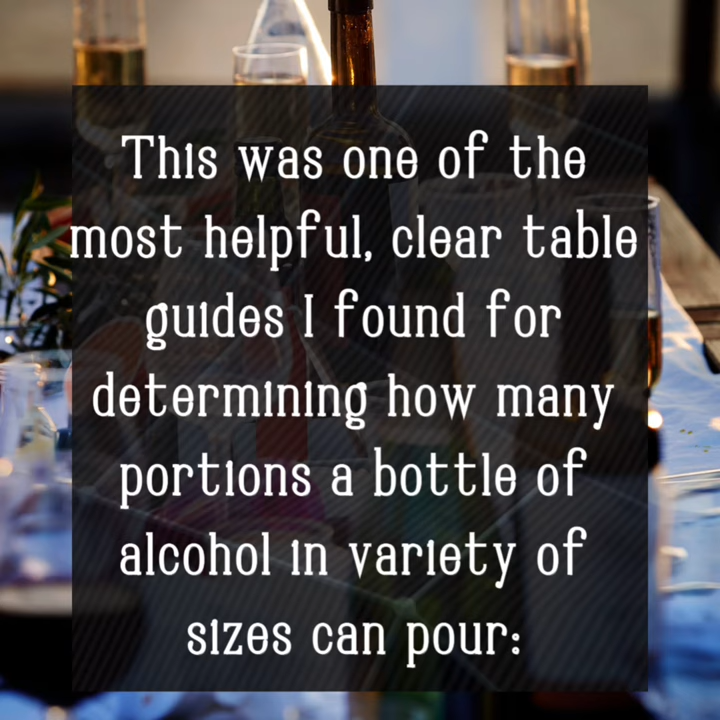 This was one of the
most helpful, clear table
guides I found for
determining how many
portions a bottle of
alcohol in variety of
sizes can pour: